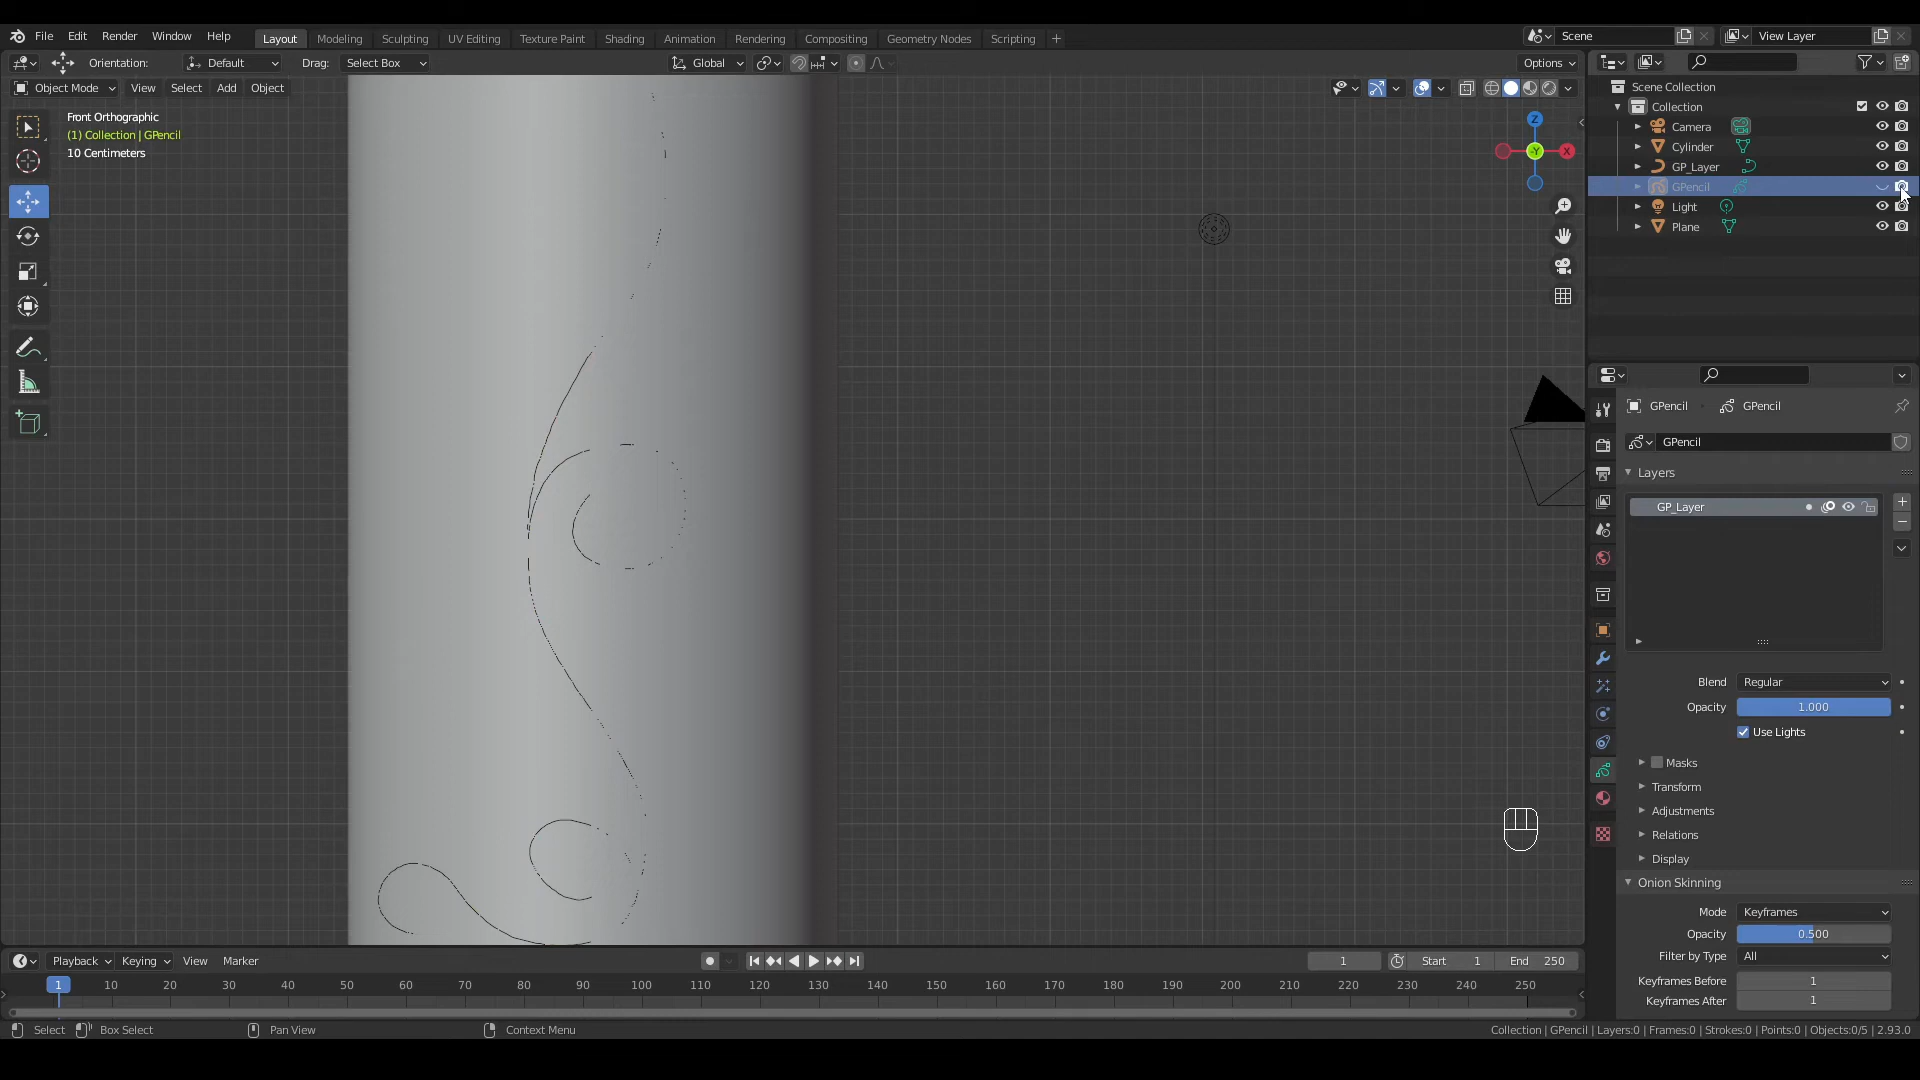 File Edit Render Window Help Layout Modeling Sculpting UV Editing Texture Paint Shading Animation Rendering Compositing Geometry Nodes Scripting + Scene View Layer
Orientation: Default Drag: Select Box Global Options
Object Mode View Select Add Object
Front Orthographic
(1) Collection | GPencil
10 Centimeters
Z
-Y
X
Scene Collection
Collection
Camera
Cylinder
GP_Layer
GPencil
Light
Plane
GPencil GPencil
GPencil
Layers
GP_Layer
Blend Regular
Opacity 1.000
Use Lights
Masks
Transform
Adjustments
Relations
Display
Onion Skinning
Mode Keyframes
Opacity 0.500
Filter by Type All
Keyframes Before 1
Keyframes After 1
Playback Keying View Marker 1 Start 1 End 250
1 10 20 30 40 50 60 70 80 90 100 110 120 130 140 150 160 170 180 190 200 210 220 230 240 250
Select Box Select Pan View Context Menu Collection | GPencil | Layers:0 | Frames:0 | Strokes:0 | Points:0 | Objects:0/5 | 2.93.0